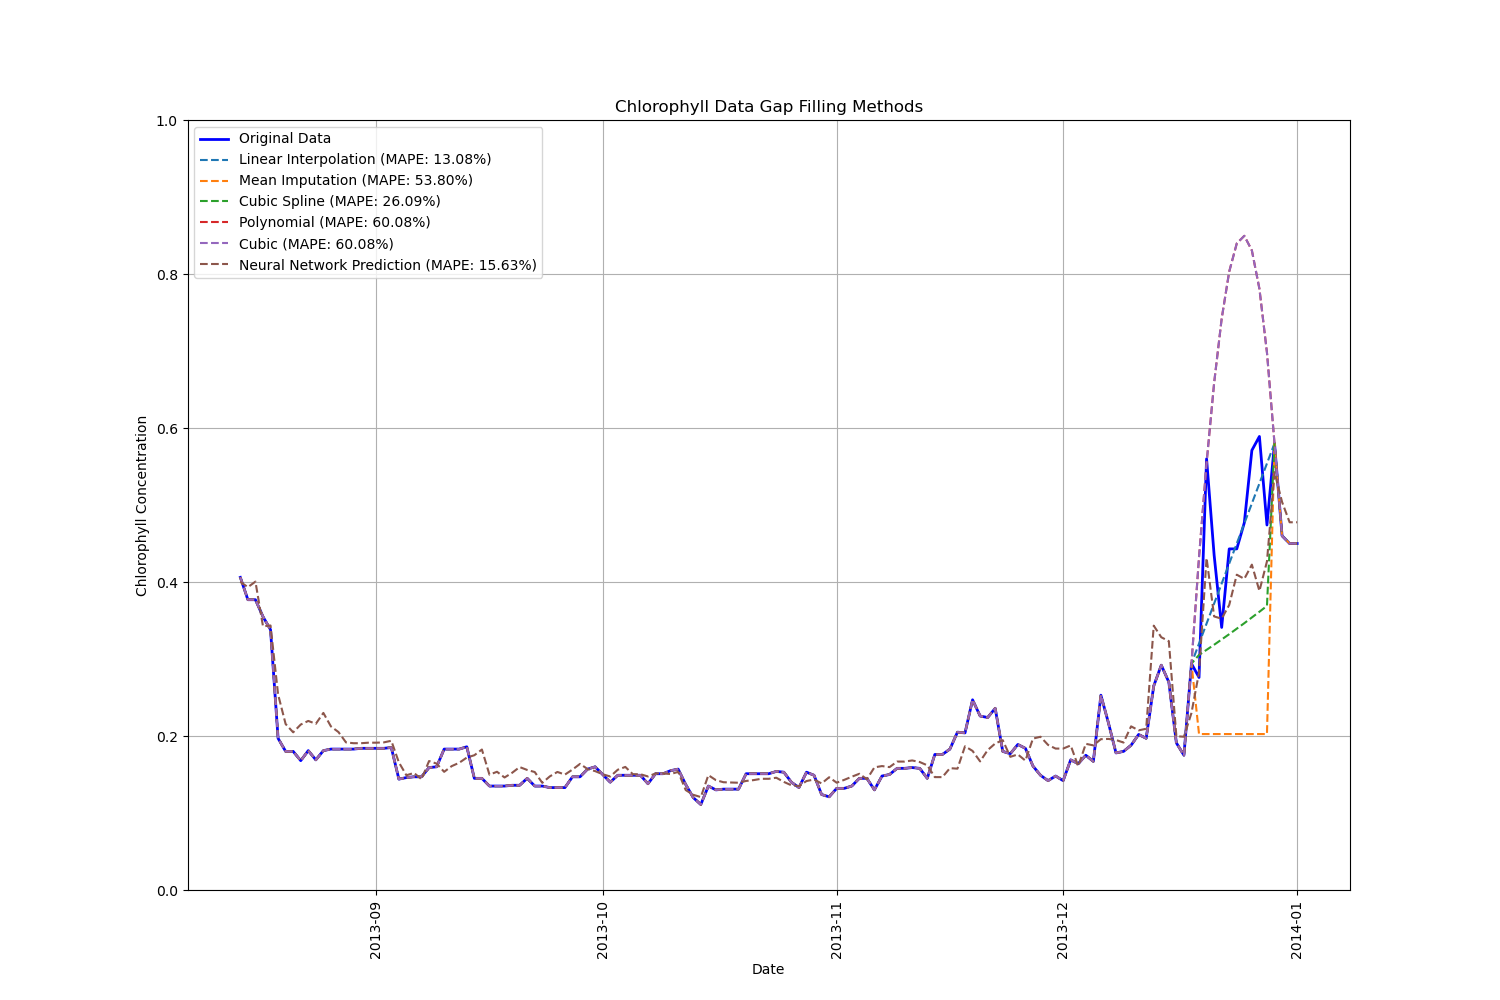 Chlorophyll Data Gap Filling Methods
1.0
0.8
0.6
0.4
0.2
0.0
Chlorophyll Concentration
Original Data
Linear Interpolation (MAPE: 13.08%)
Mean Imputation (MAPE: 53.80%)
Cubic Spline (MAPE: 26.09%)
Polynomial (MAPE: 60.08%)
Cubic (MAPE: 60.08%)
Neural Network Prediction (MAPE: 15.63%)
2013-09
2013-10
2013-11
2013-12
2014-01
Date